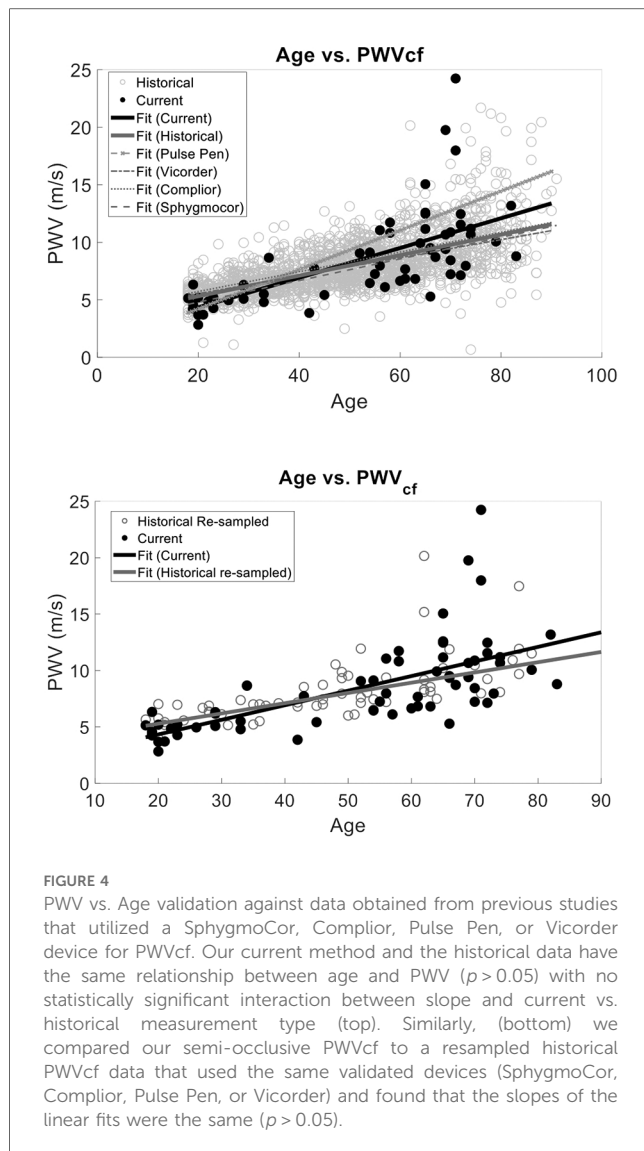 Age vs. PWVcf
25
20
15
10
5
0
PWV (m/s)
Historical
Current
Fit (Current)
Fit (Historical)
Fit (Pulse Pen)
Fit (Vicorder)
Fit (Complior)
Fit (Sphygmocor)
0 20 40 60 80 100
Age
Age vs. PWVcf
25
20
15
10
5
0
PWV (m/s)
Historical Re-sampled
Current
Fit (Current)
Fit (Historical re-sampled)
10 20 30 40 50 60 70 80 90
Age
FIGURE 4
PWV vs. Age validation against data obtained from previous studies
that utilized a SphygmoCor, Complior, Pulse Pen, or Vicorder
device for PWVcf. Our current method and the historical data have
the same relationship between age and PWV (p > 0.05) with no
statistically significant interaction between slope and current vs.
historical measurement type (top). Similarly, (bottom) we
compared our semi-occlusive PWVcf to a resampled historical
PWVcf data that used the same validated devices (SphygmoCor,
Complior, Pulse Pen, or Vicorder) and found that the slopes of the
linear fits were the same (p > 0.05).